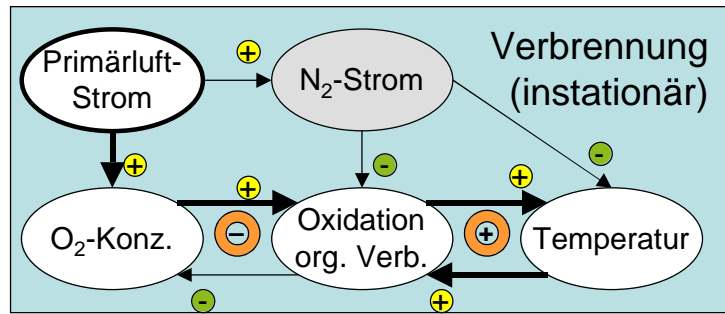 Verbrennung
(instationär)
Primärluft-
Strom
+
N₂-Strom
+
-
-
+
+
O₂-Konz.
−
Oxidation
org. Verb.
+
Temperatur
-
+